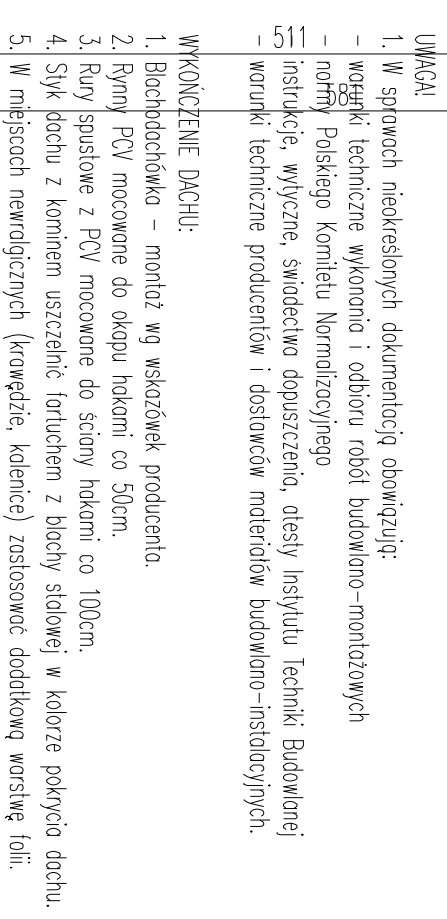 UWAGA!
1. W sprawach nieokreślonych dokumentacją obowiązują:
- warunki techniczne wykonania i odbioru robót budowlano-montażowych
- normy Polskiego Komitetu Normalizacyjnego
- instrukcje, wytyczne, świadectwa dopuszczenia, atesty Instytutu Techniki Budowlanej
- warunki techniczne producentów i dostawców materiałów budowlano-instalacyjnych.
WYKOŃCZENIE DACHU:
1. Blachodachówka - montaż wg wskazówek producenta.
2. Rynny PCV mocowane do okapu hakami co 50cm.
3. Rury spustowe z PCV mocowane do ściany hakami co 100cm.
4. Styk dachu z kominem uszczelnić fartuchem z blachy stalowej w kolorze pokrycia dachu.
5. W miejscach newralgicznych (krawędzie, kalenice) zastosować dodatkową warstwę folii.
511
581